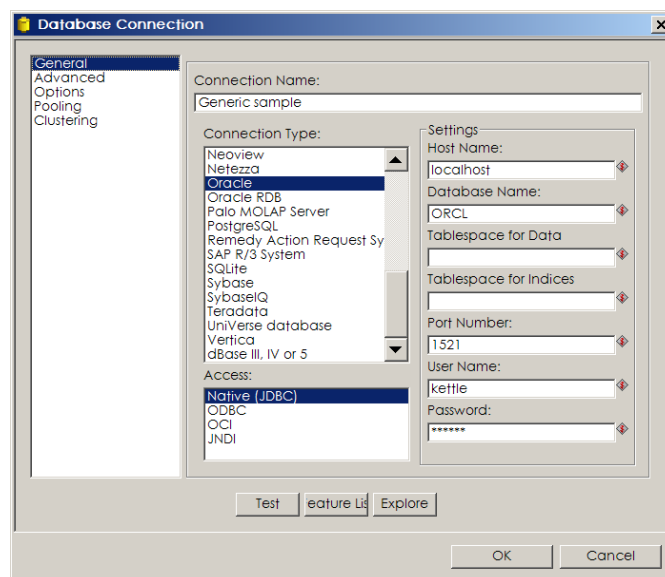 Database Connection
General
Advanced
Options
Pooling
Clustering
Connection Name:
Generic sample
Connection Type:
Neoview
Netezza
Oracle
Oracle RDB
Palo MOLAP Server
PostgreSQL
Remedy Action Request Sy
SAP R/3 System
SQLite
Sybase
SybaseIQ
Teradata
UniVerse database
Vertica
dBase III, IV or 5
Access:
Native (JDBC)
ODBC
OCI
JNDI
Settings
Host Name:
localhost
Database Name:
ORCL
Tablespace for Data
Tablespace for Indices
Port Number:
1521
User Name:
kettle
Password:
******
Test eature Lis Explore
OK Cancel